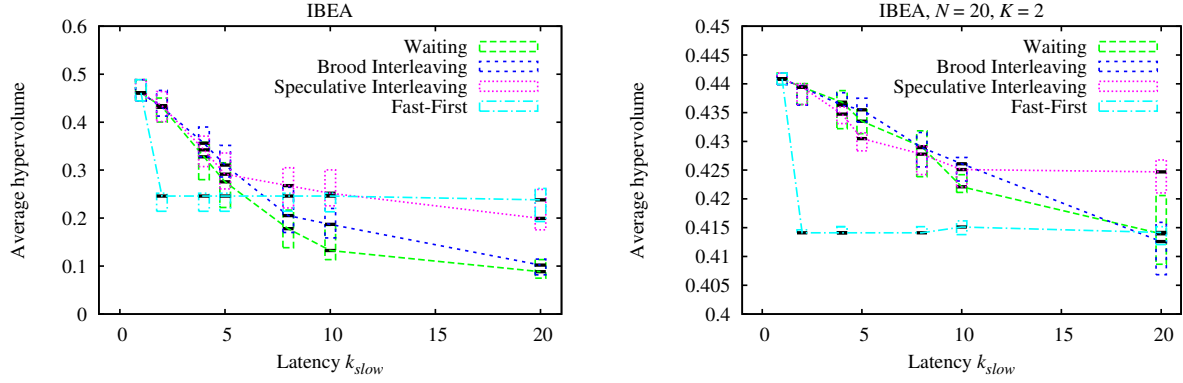 IBEA
Average hypervolume
0.6
0.5
0.4
0.3
0.2
0.1
0
Waiting
Brood Interleaving
Speculative Interleaving
Fast-First
0 5 10 15 20
Latency k_slow
IBEA, N = 20, K = 2
Average hypervolume
0.45
0.445
0.44
0.435
0.43
0.425
0.42
0.415
0.41
0.405
0.4
Waiting
Brood Interleaving
Speculative Interleaving
Fast-First
0 5 10 15 20
Latency k_slow